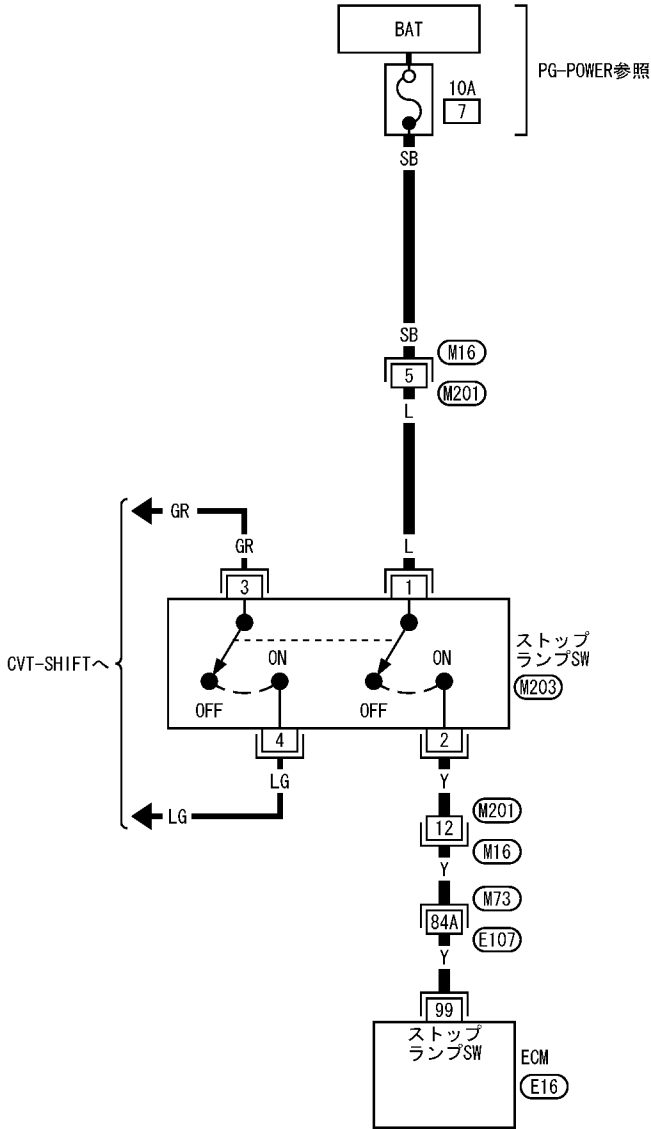 BAT
PG-POWER参照
10A
7
SB
SB
M16
5
M201
L
GR
GR
L
3
1
CVT-SHIFTへ
ON
ON
OFF
OFF
ストップ
ランプSW
M203
4
2
LG
Y
LG
M201
12
M16
Y
M73
84A
E107
Y
99
ストップ
ランプSW
ECM
E16